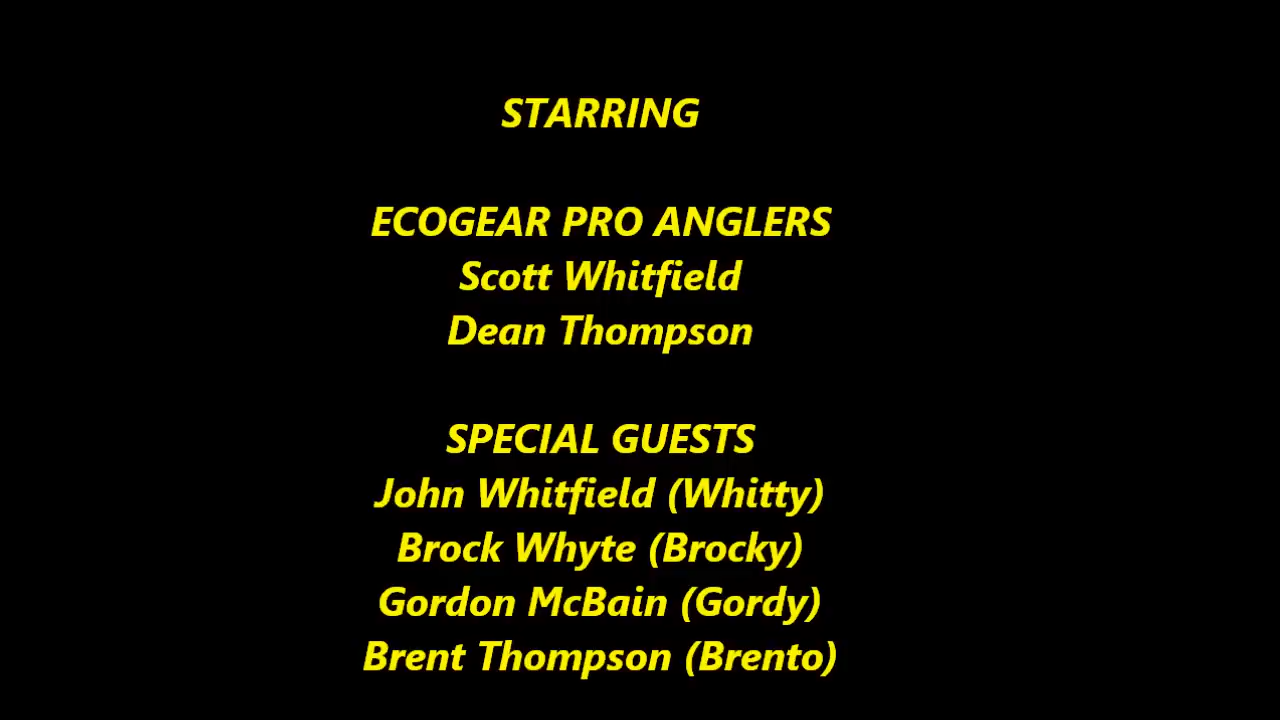 STARRING
ECOGEAR PRO ANGLERS
Scott Whitfield
Dean Thompson
SPECIAL GUESTS
John Whitfield (Whitty)
Brock Whyte (Brocky)
Gordon McBain (Gordy)
Brent Thompson (Brento)